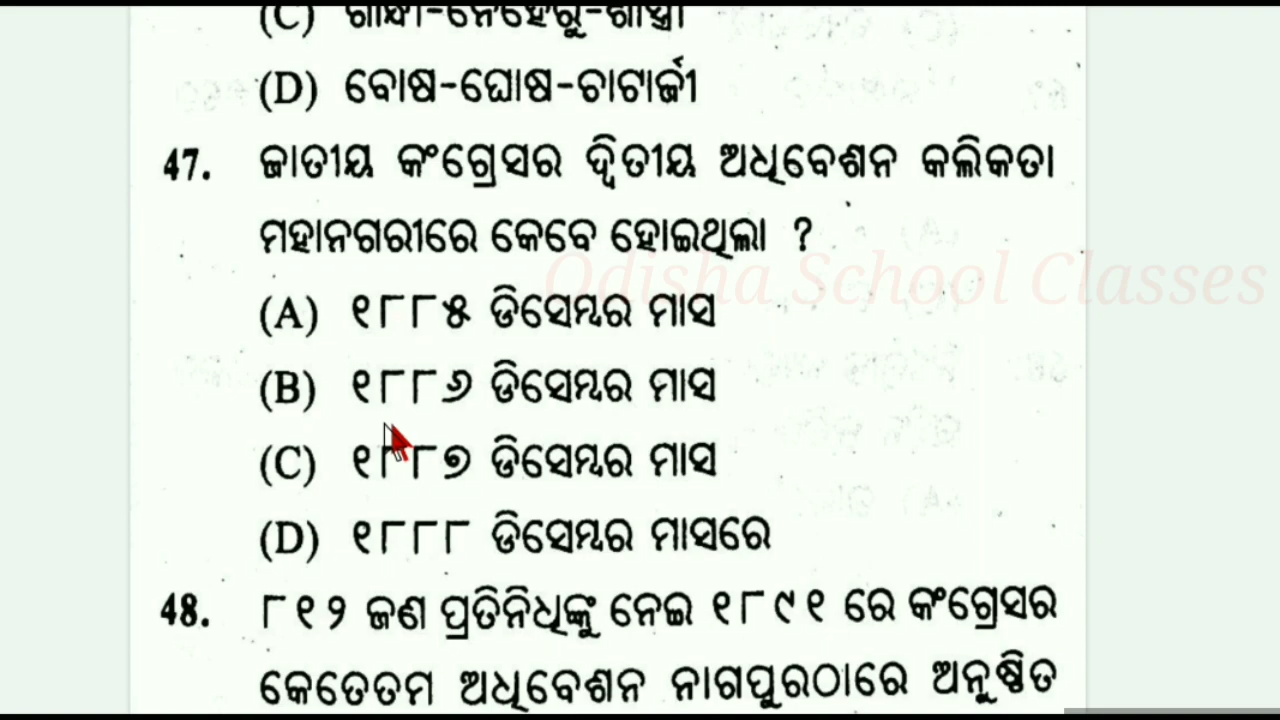 (C) ଗାନ୍ଧୀ-ନେହେରୁ-ଶାସ୍ତ୍ରୀ
(D) ବୋଷ-ଘୋଷ-ଚାଟାର୍ଜୀ
47. ଜାତୀୟ କଂଗ୍ରେସର ଦ୍ୱିତୀୟ ଅଧିବେଶନ କଲିକତା
ମହାନଗରୀରେ କେବେ ହୋଇଥିଲା ?
Odisha School Classes
(A) ୧୮୮୫ ଡିସେମ୍ବର ମାସ
(B) ୧୮୮୬ ଡିସେମ୍ବର ମାସ
(C) ୧୮୮୭ ଡିସେମ୍ବର ମାସ
(D) ୧୮୮୮ ଡିସେମ୍ବର ମାସରେ
48. ୮୧୨ ଜଣ ପ୍ରତିନିଧିଙ୍କୁ ନେଇ ୧୮୯୧ ରେ କଂଗ୍ରେସର
କେତେତମ ଅଧିବେଶନ ନାଗପୁରଠାରେ ଅନୁଷ୍ଠିତ